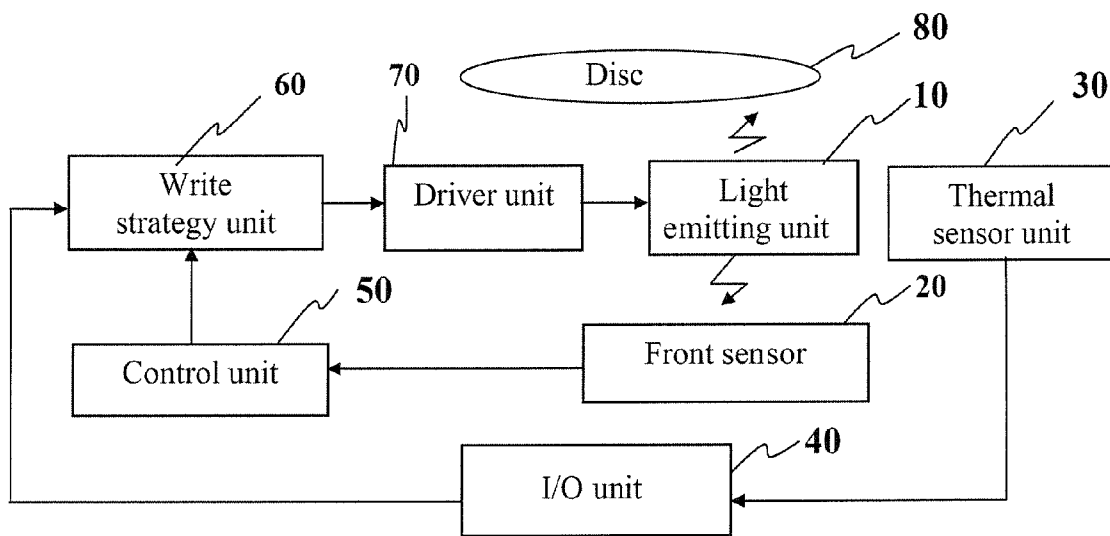 80
Disc
60
70
10
30
Write
strategy unit
Driver unit
Light
emitting unit
Thermal
sensor unit
50
20
Control unit
Front sensor
40
I/O unit